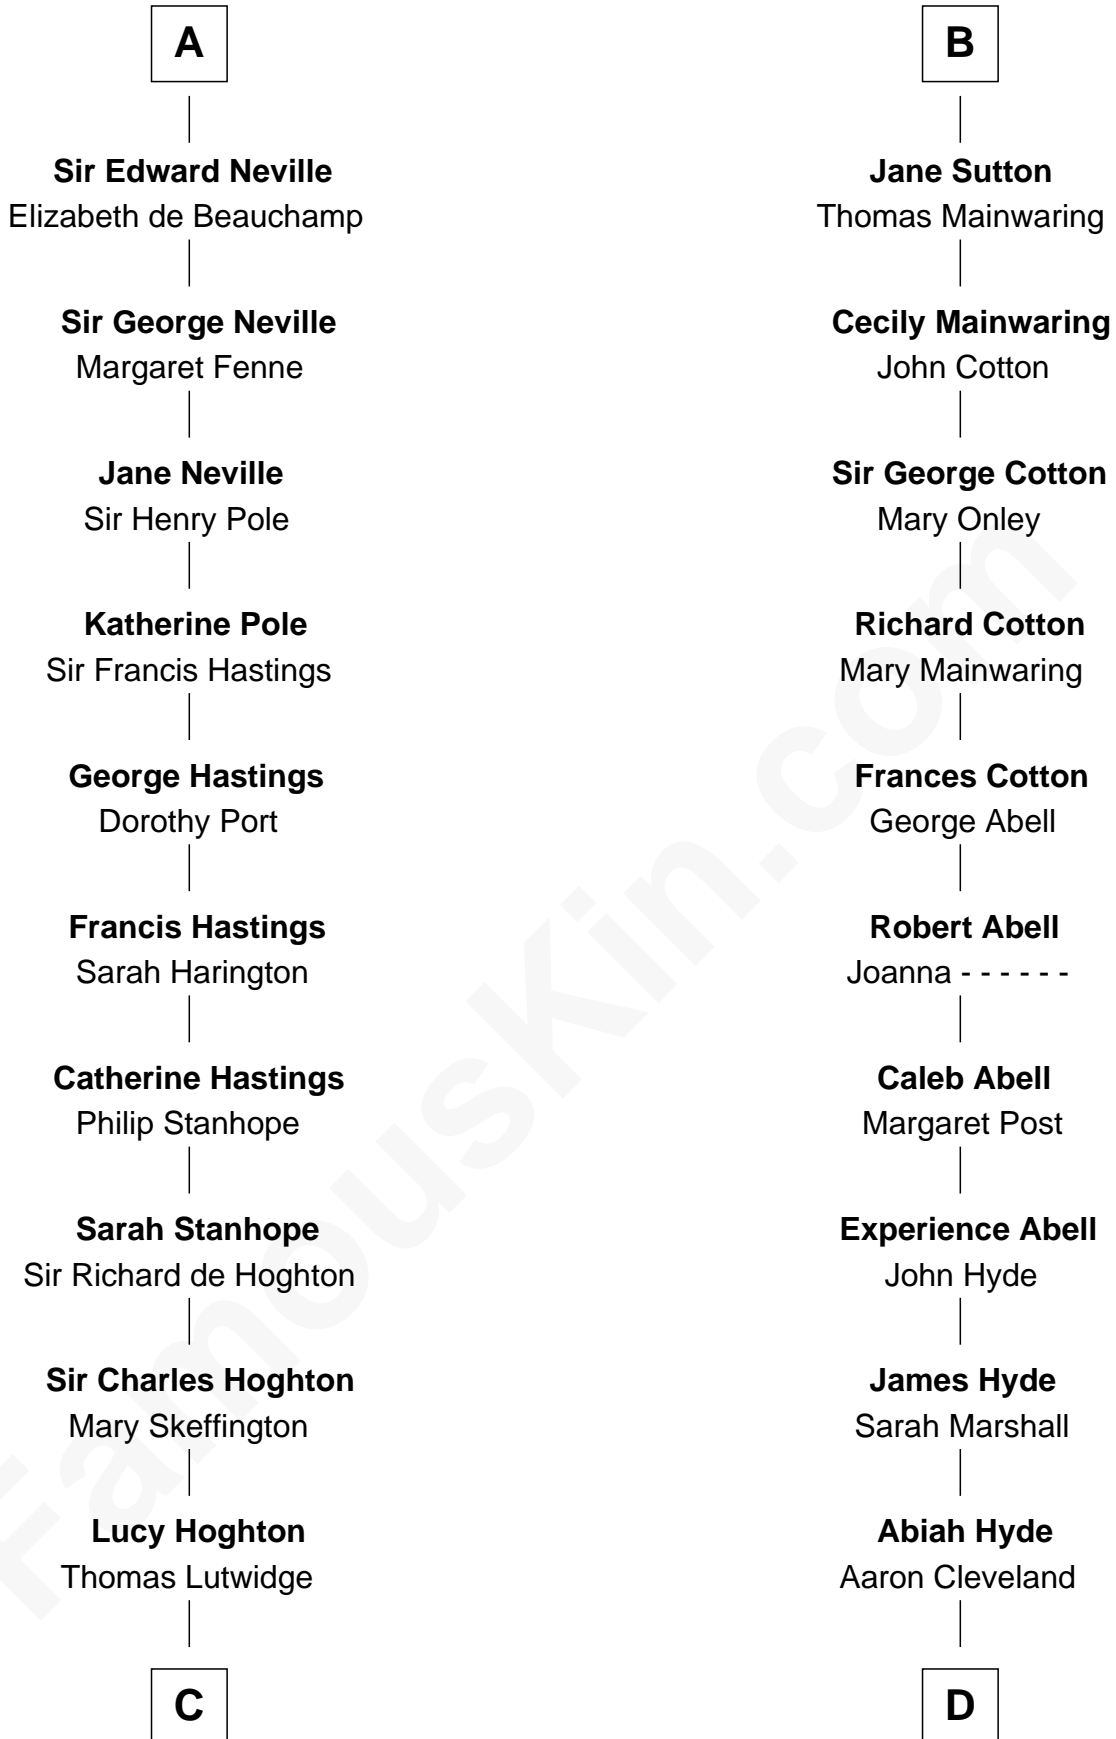 A
Sir Edward Neville
Elizabeth de Beauchamp
Sir George Neville
Margaret Fenne
Jane Neville
Sir Henry Pole
Katherine Pole
Sir Francis Hastings
George Hastings
Dorothy Port
Francis Hastings
Sarah Harington
Catherine Hastings
Philip Stanhope
Sarah Stanhope
Sir Richard de Hoghton
Sir Charles Hoghton
Mary Skeffington
Lucy Hoghton
Thomas Lutwidge
C
B
Jane Sutton
Thomas Mainwaring
Cecily Mainwaring
John Cotton
Sir George Cotton
Mary Onley
Richard Cotton
Mary Mainwaring
Frances Cotton
George Abell
Robert Abell
Joanna - - - - - -
Caleb Abell
Margaret Post
Experience Abell
John Hyde
James Hyde
Sarah Marshall
Abiah Hyde
Aaron Cleveland
D
FamousKin.com